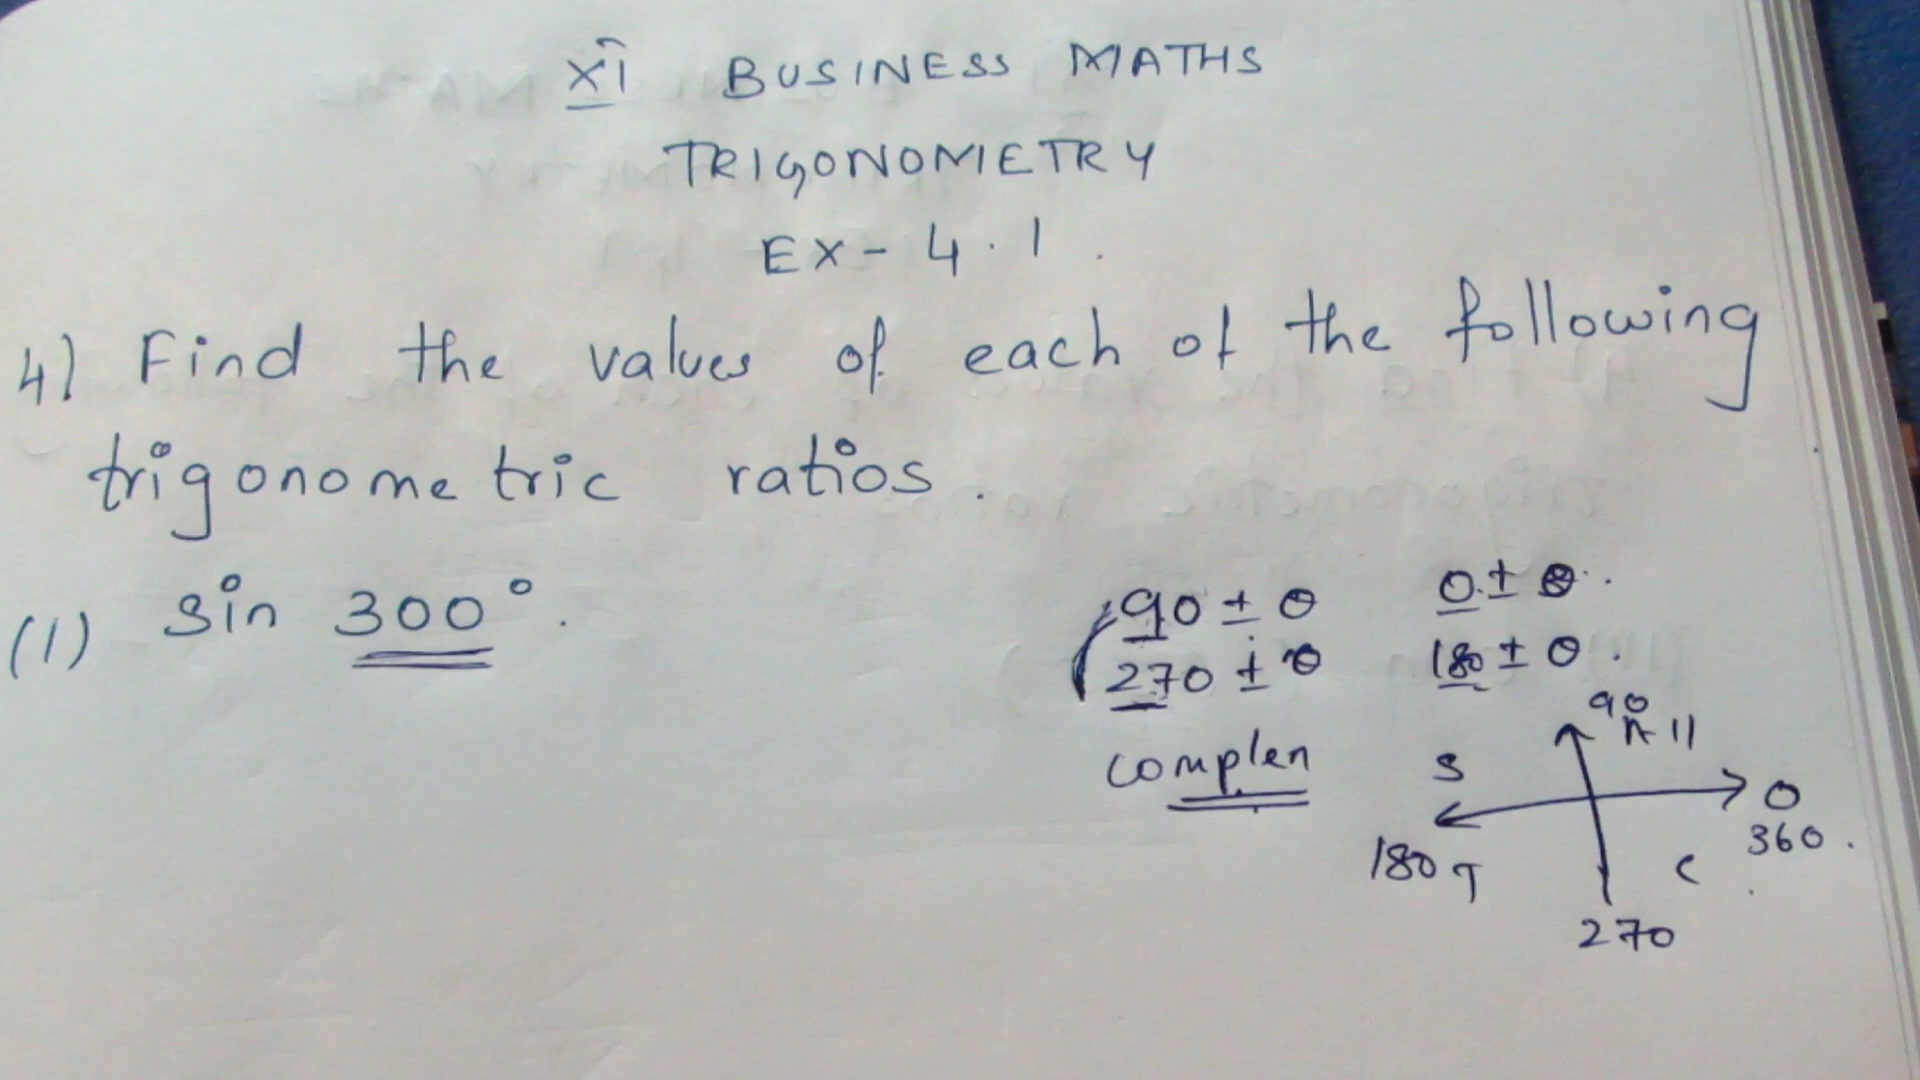 XI BUSINESS MATHS
TRIGONOMETRY
EX - 4.1.
4) Find the values of each of the following
trigonometric ratios.
(1) sin 300°.
90 ± θ 0 ± θ.
270 ± θ 180 ± θ.
complen
90
S All
0
360.
180 T C
270